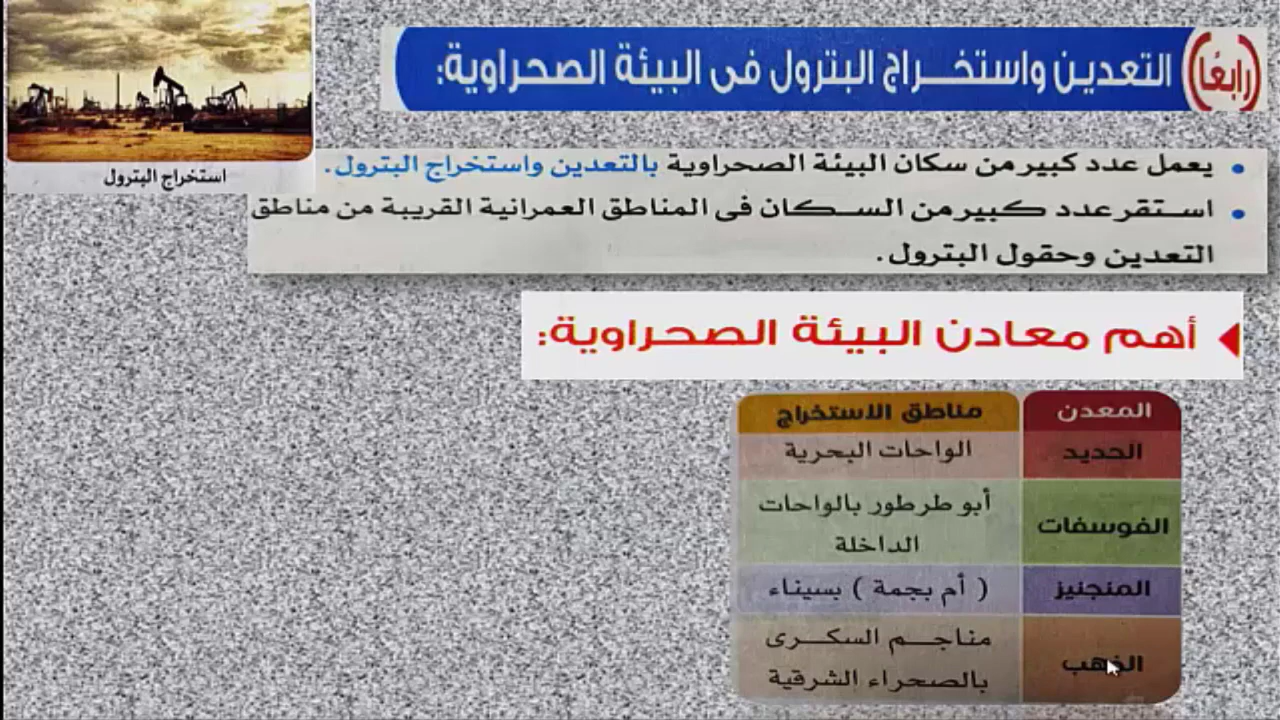 رابعًا
التعدين واستخراج البترول فى البيئة الصحراوية:
استخراج البترول
• يعمل عدد كبير من سكان البيئة الصحراوية بالتعدين واستخراج البترول.
• استقر عدد كبير من السكان فى المناطق العمرانية القريبة من مناطق
التعدين وحقول البترول.
أهم معادن البيئة الصحراوية:
المعدن مناطق الاستخراج
الحديد الواحات البحرية
الفوسفات أبو طرطور بالواحات
الداخلة
المنجنيز ( أم بجمة ) بسيناء
الذهب مناجم السكرى
بالصحراء الشرقية